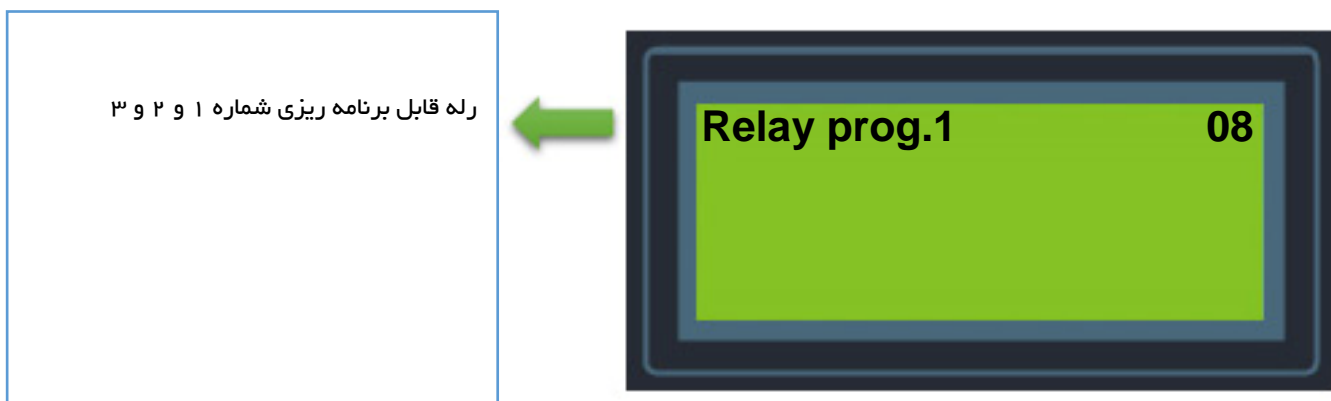 رله قابل برنامه ریزی شماره ۱ و ۲ و ۳
Relay prog.1 08